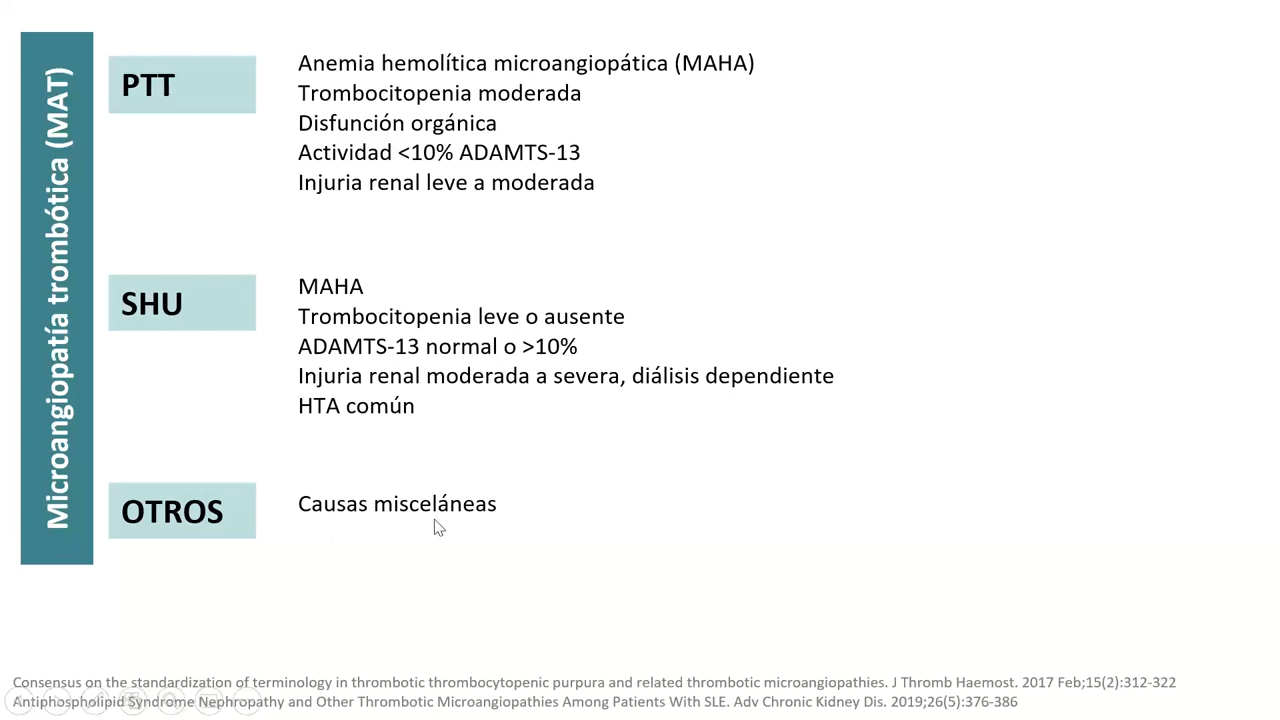 Microangiopatía trombótica (MAT)
PTT
Anemia hemolítica microangiopática (MAHA)
Trombocitopenia moderada
Disfunción orgánica
Actividad <10% ADAMTS-13
Injuria renal leve a moderada
SHU
MAHA
Trombocitopenia leve o ausente
ADAMTS-13 normal o >10%
Injuria renal moderada a severa, diálisis dependiente
HTA común
OTROS
Causas misceláneas
Consensus on the standardization of terminology in thrombotic thrombocytopenic purpura and related thrombotic microangiopathies. J Thromb Haemost. 2017 Feb;15(2):312-322
Antiphospholipid Syndrome Nephropathy and Other Thrombotic Microangiopathies Among Patients With SLE. Adv Chronic Kidney Dis. 2019;26(5):376-386